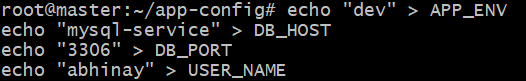 root@master:~/app-config# echo "dev" > APP_ENV
echo "mysql-service" > DB_HOST
echo "3306" > DB_PORT
echo "abhinay" > USER_NAME